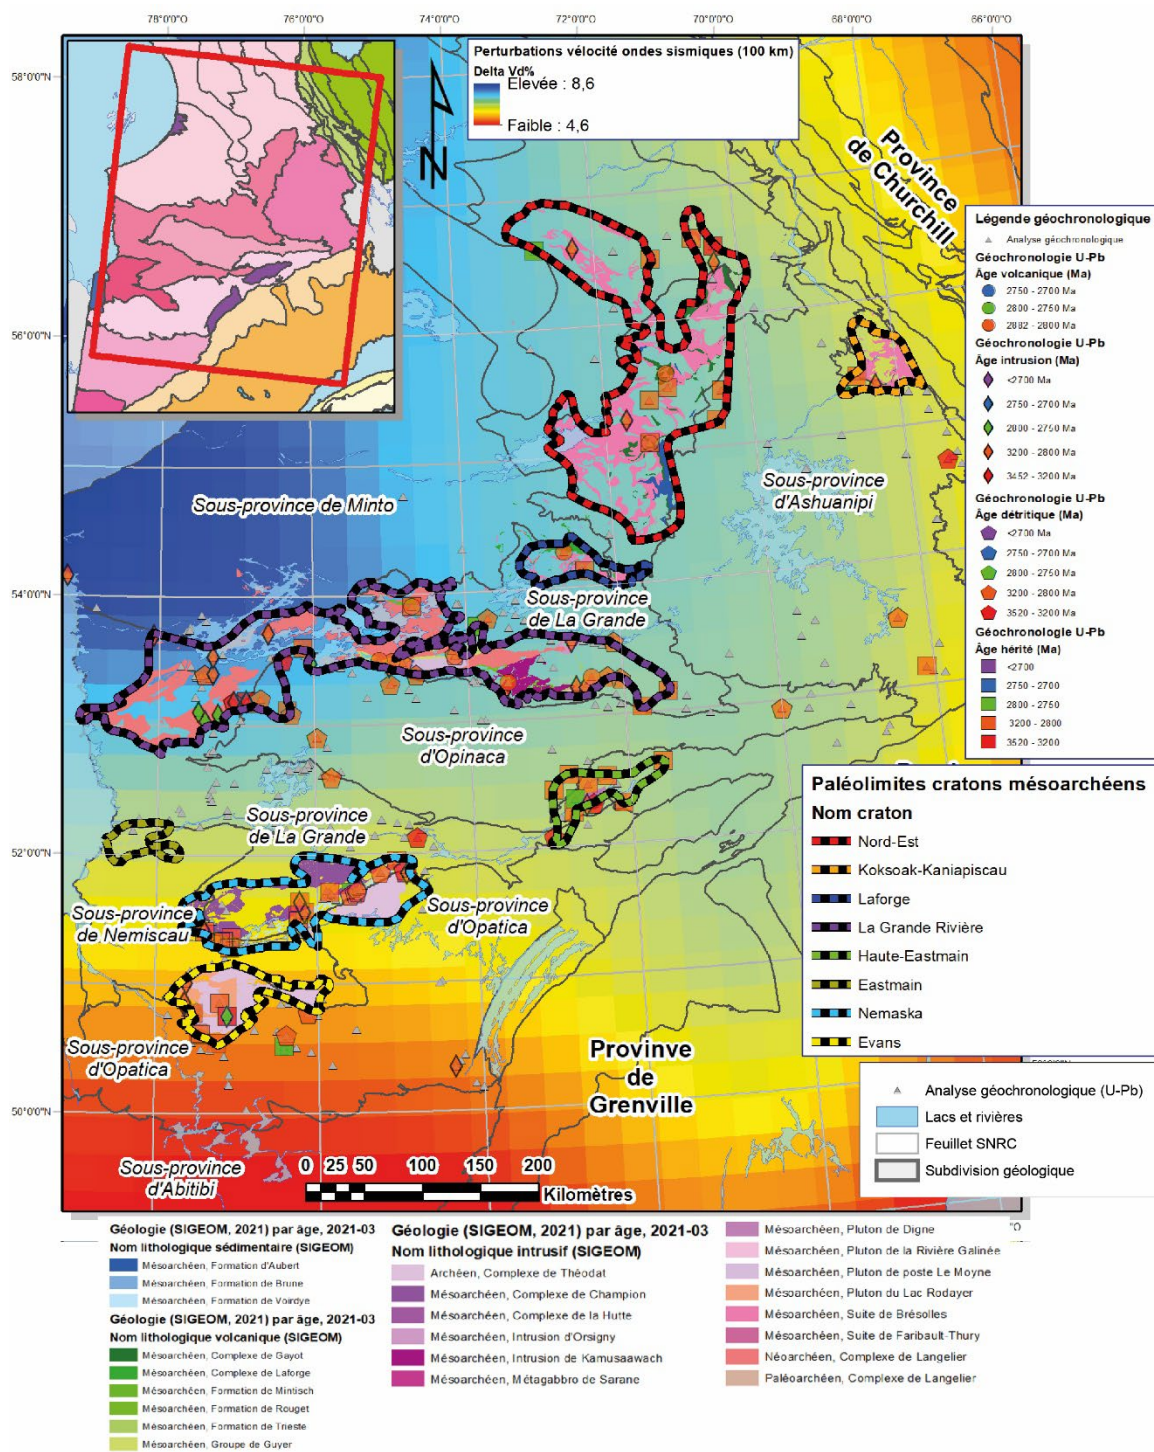 78°0'0"N
76°0'0"N
74°0'0"N
72°0'0"N
70°0'0"N
68°0'0"N
66°0'0"N
58°0'0"N
56°0'0"N
54°0'0"N
52°0'0"N
50°0'0"N
Perturbations vélocité ondes sismiques (100 km)
Delta Vd%
Elevée : 8,6
Faible : 4,6
N
Province
de Churchill
Sous-province de Minto
Sous-province
d'Ashuanipi
Sous-province
de La Grande
Sous-province
d'Opinaca
Sous-province
de La Grande
Sous-province
de Nemiscau
Sous-province
d'Opatica
Sous-province
d'Opatica
Provinve
de
Grenville
Sous-province
d'Abitibi
0 25 50 100 150 200
Kilomètres
Légende géochronologique
Analyse géochronologique
Géochronologie U-Pb
Âge volcanique (Ma)
2750 - 2700 Ma
2800 - 2750 Ma
2882 - 2800 Ma
Géochronologie U-Pb
Âge intrusion (Ma)
<2700 Ma
2750 - 2700 Ma
2800 - 2750 Ma
3200 - 2800 Ma
3452 - 3200 Ma
Géochronologie U-Pb
Âge détritique (Ma)
<2700 Ma
2750 - 2700 Ma
2800 - 2750 Ma
3200 - 2800 Ma
3520 - 3200 Ma
Géochronologie U-Pb
Âge hérité (Ma)
<2700
2750 - 2700
2800 - 2750
3200 - 2800
3520 - 3200
Paléolimites cratons mésoarchéens
Nom craton
Nord-Est
Koksoak-Kaniapiscau
Laforge
La Grande Rivière
Haute-Eastmain
Eastmain
Nemaska
Evans
Analyse géochronologique (U-Pb)
Lacs et rivières
Feuillet SNRC
Subdivision géologique
Géologie (SIGEOM, 2021) par âge, 2021-03
Nom lithologique sédimentaire (SIGEOM)
Mésoarchéen, Formation d'Aubert
Mésoarchéen, Formation de Brune
Mésoarchéen, Formation de Voirdye
Géologie (SIGEOM, 2021) par âge, 2021-03
Nom lithologique volcanique (SIGEOM)
Mésoarchéen, Complexe de Gayot
Mésoarchéen, Complexe de Laforge
Mésoarchéen, Formation de Mintisch
Mésoarchéen, Formation de Rouget
Mésoarchéen, Formation de Trieste
Mésoarchéen, Groupe de Guyer
Géologie (SIGEOM, 2021) par âge, 2021-03
Nom lithologique intrusif (SIGEOM)
Archéen, Complexe de Théodat
Mésoarchéen, Complexe de Champion
Mésoarchéen, Complexe de la Hutte
Mésoarchéen, Intrusion d'Orsigny
Mésoarchéen, Intrusion de Kamusaawach
Mésoarchéen, Métagabbro de Sarane
Mésoarchéen, Pluton de Digne
Mésoarchéen, Pluton de la Rivière Galinée
Mésoarchéen, Pluton de poste Le Moyne
Mésoarchéen, Pluton du Lac Rodayer
Mésoarchéen, Suite de Brésolles
Mésoarchéen, Suite de Faribault-Thury
Néoarchéen, Complexe de Langelier
Paléoarchéen, Complexe de Langelier